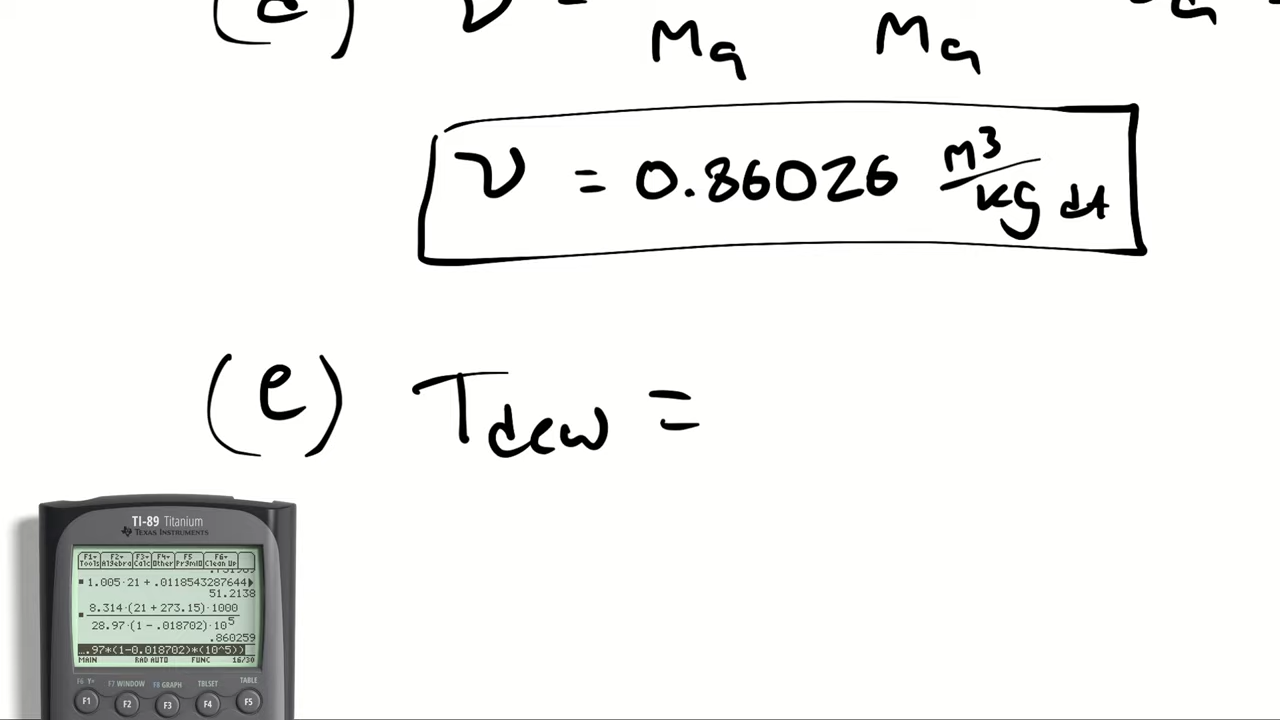 (d) ν =
Ma Ma
ν = 0.86026 m³/kg da
(e) Tdew =
TI-89 Titanium
TEXAS INSTRUMENTS
F1 F2 F3 F4 F5 F6
Tools Algebra Calc Other PrgmIO Clean Up
1.005·21 + .0118543287644
51.2138
8.314·(21 + 273.15)·1000
28.97·(1 - .018702)·10^5
.860259
...97*(1-0.018702)*(10^5))
MAIN RAD AUTO FUNC 16/30
F6 Y= F7 WINDOW F8 GRAPH TBLSET TABLE
F1 F2 F3 F4 F5